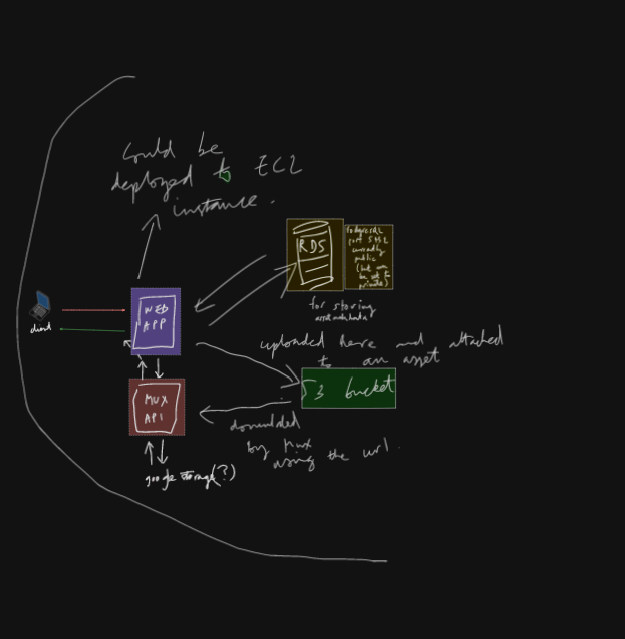 could be
deployed to EC2
instance.
RDS
PostgreSQL
port 5432
currently
public
(but can
be set to
private)
for storing
asset metadata
client
WEB
APP
uploaded here and attached
to an asset
S3 bucket
MUX
API
downloaded
by Mux
using the url.
google storage(?)